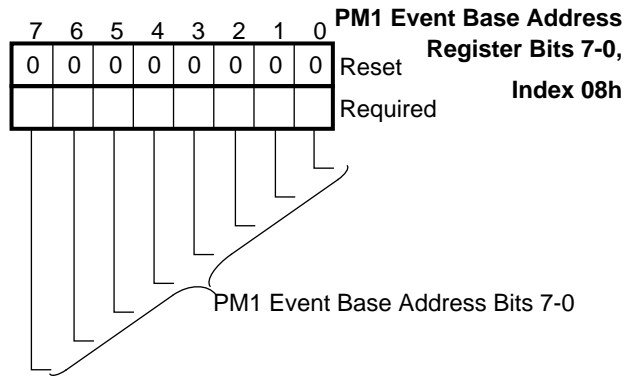 PM1 Event Base Address
Register Bits 7-0,
Index 08h
7 6 5 4 3 2 1 0
0 0 0 0 0 0 0 0 Reset
Required
PM1 Event Base Address Bits 7-0